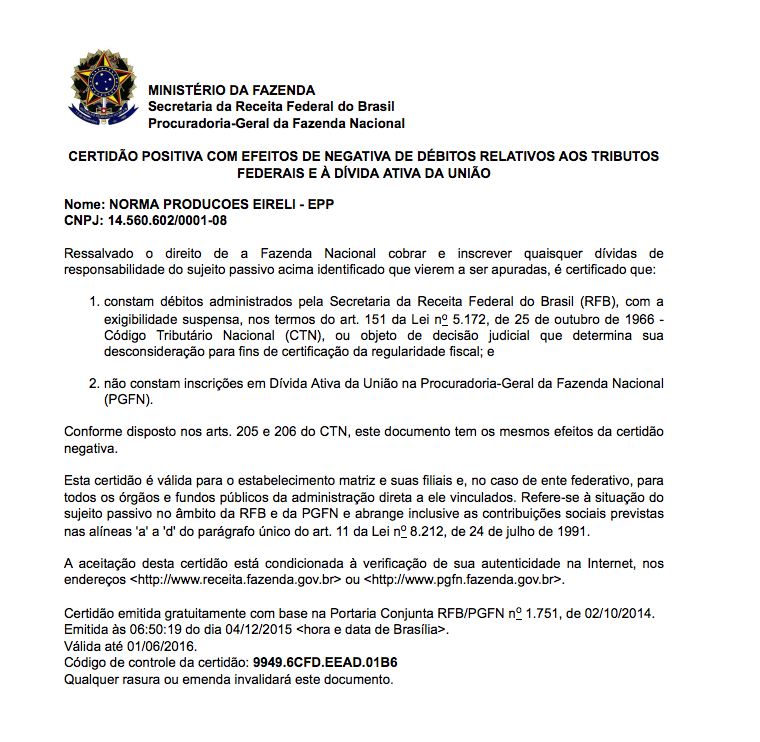 MINISTÉRIO DA FAZENDA
Secretaria da Receita Federal do Brasil
Procuradoria-Geral da Fazenda Nacional
CERTIDÃO POSITIVA COM EFEITOS DE NEGATIVA DE DÉBITOS RELATIVOS AOS TRIBUTOS
FEDERAIS E À DÍVIDA ATIVA DA UNIÃO
Nome: NORMA PRODUCOES EIRELI - EPP
CNPJ: 14.560.602/0001-08
Ressalvado o direito de a Fazenda Nacional cobrar e inscrever quaisquer dívidas de
responsabilidade do sujeito passivo acima identificado que vierem a ser apuradas, é certificado que:
1. constam débitos administrados pela Secretaria da Receita Federal do Brasil (RFB), com a
exigibilidade suspensa, nos termos do art. 151 da Lei nº 5.172, de 25 de outubro de 1966 -
Código Tributário Nacional (CTN), ou objeto de decisão judicial que determina sua
desconsideração para fins de certificação da regularidade fiscal; e
2. não constam inscrições em Dívida Ativa da União na Procuradoria-Geral da Fazenda Nacional
(PGFN).
Conforme disposto nos arts. 205 e 206 do CTN, este documento tem os mesmos efeitos da certidão
negativa.
Esta certidão é válida para o estabelecimento matriz e suas filiais e, no caso de ente federativo, para
todos os órgãos e fundos públicos da administração direta a ele vinculados. Refere-se à situação do
sujeito passivo no âmbito da RFB e da PGFN e abrange inclusive as contribuições sociais previstas
nas alíneas 'a' a 'd' do parágrafo único do art. 11 da Lei nº 8.212, de 24 de julho de 1991.
A aceitação desta certidão está condicionada à verificação de sua autenticidade na Internet, nos
endereços <http://www.receita.fazenda.gov.br> ou <http://www.pgfn.fazenda.gov.br>.
Certidão emitida gratuitamente com base na Portaria Conjunta RFB/PGFN nº 1.751, de 02/10/2014.
Emitida às 06:50:19 do dia 04/12/2015 <hora e data de Brasília>.
Válida até 01/06/2016.
Código de controle da certidão: 9949.6CFD.EEAD.01B6
Qualquer rasura ou emenda invalidará este documento.